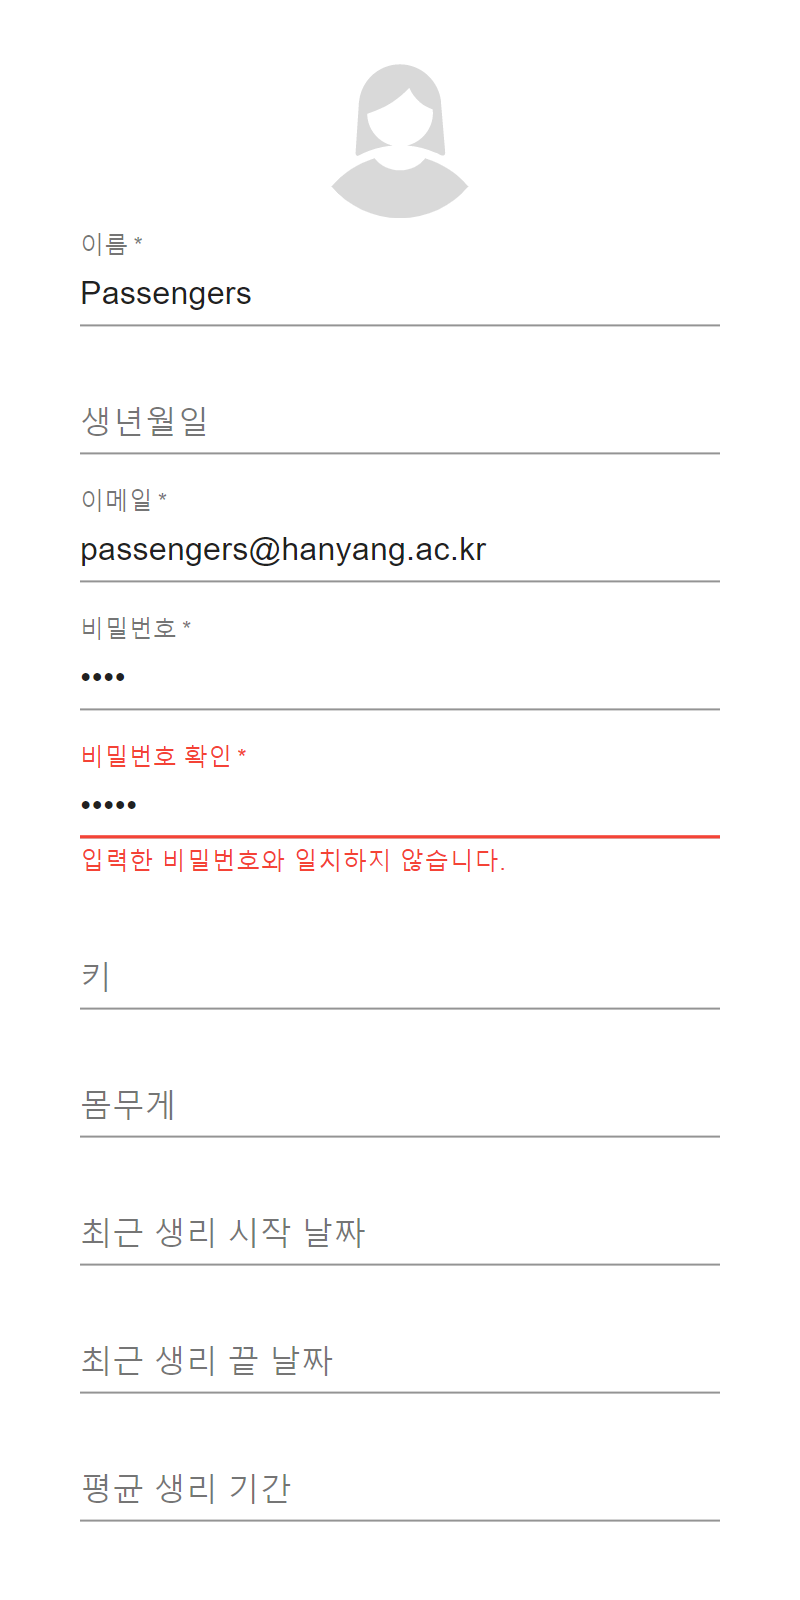 이름 *
Passengers
생년월일
이메일 *
passengers@hanyang.ac.kr
비밀번호 *
••••
비밀번호 확인 *
•••••
입력한 비밀번호와 일치하지 않습니다.
키
몸무게
최근 생리 시작 날짜
최근 생리 끝 날짜
평균 생리 기간